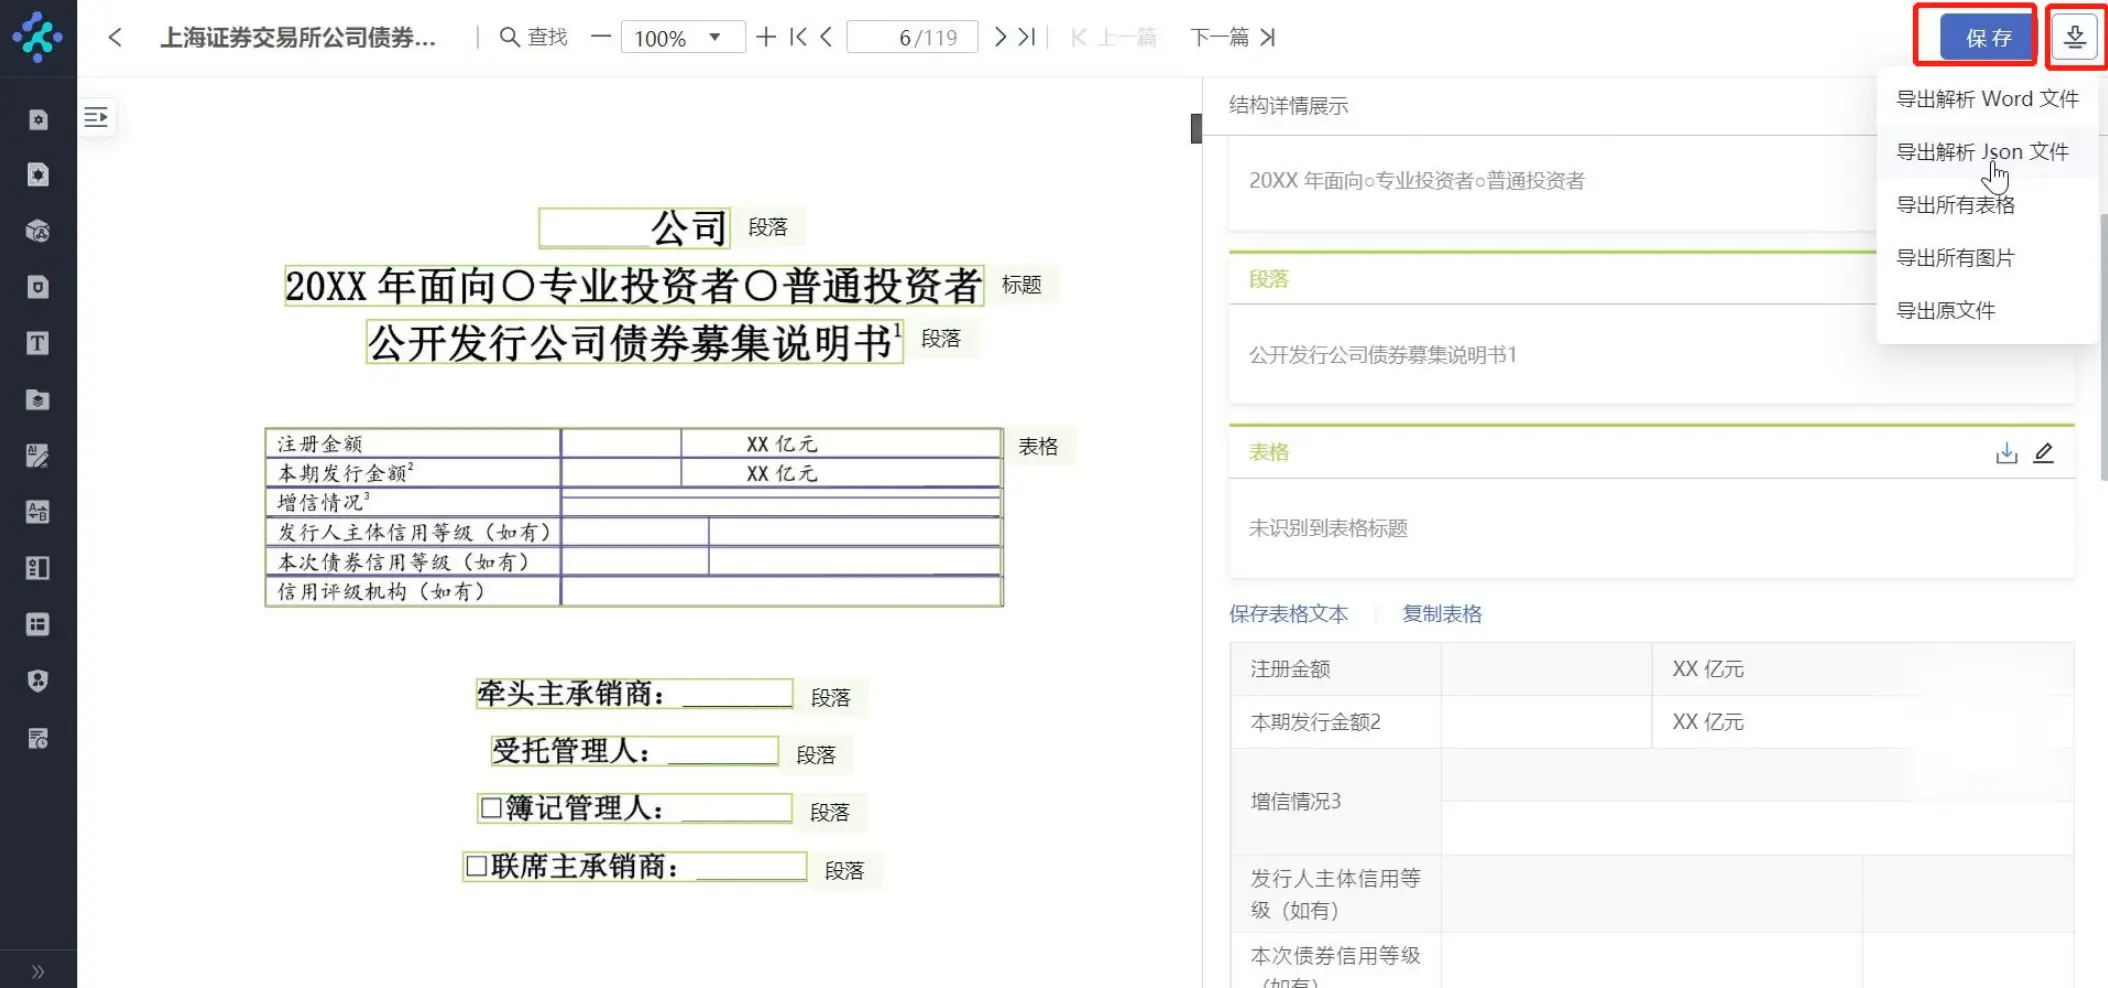 上海证券交易所公司债券...
查找
100%
6/119
上一篇
下一篇
保存
导出解析 Word 文件
导出解析 Json 文件
导出所有表格
导出所有图片
导出原文件
公司
段落
20XX 年面向○专业投资者○普通投资者
标题
公开发行公司债券募集说明书1
段落
表格
注册金额 XX 亿元
本期发行金额2 XX 亿元
增信情况3
发行人主体信用等级（如有）
本次债券信用等级（如有）
信用评级机构（如有）
牵头主承销商：
段落
受托管理人：
段落
□簿记管理人：
段落
□联席主承销商：
段落
结构详情展示
20XX 年面向○专业投资者○普通投资者
段落
公开发行公司债券募集说明书1
表格
未识别到表格标题
保存表格文本
复制表格
注册金额 XX 亿元
本期发行金额2 XX 亿元
增信情况3
发行人主体信用等
级（如有）
本次债券信用等级
（如有）